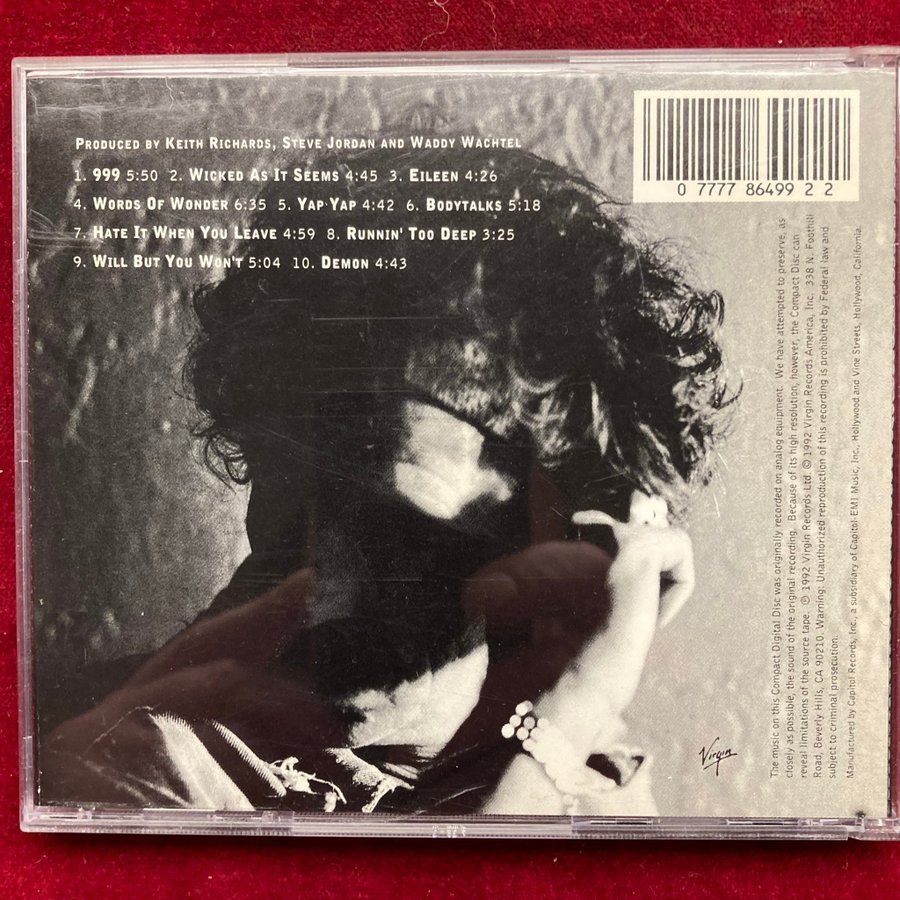 PRODUCED BY KEITH RICHARDS, STEVE JORDAN AND WADDY WACHTEL
1. 999 5:50 2. WICKED AS IT SEEMS 4:45 3. EILEEN 4:26
4. WORDS OF WONDER 6:35 5. YAP YAP 4:42 6. BODYTALKS 5:18
7. HATE IT WHEN YOU LEAVE 4:59 8. RUNNIN' TOO DEEP 3:25
9. WILL BUT YOU WON'T 5:04 10. DEMON 4:43
0 7777 86499 2 2
The music on this Compact Digital Disc was originally recorded on analog equipment. We have attempted to preserve, as
closely as possible, the sound of the original recording. Because of its high resolution, however, the Compact Disc can
reveal limitations of the source tape. ℗ 1992 Virgin Records Ltd. © 1992 Virgin Records America, Inc. 338 N. Foothill
Road, Beverly Hills, CA 90210. Warning: Unauthorized reproduction of this recording is prohibited by Federal law and
subject to criminal prosecution.
Manufactured by Capitol Records, Inc., a subsidiary of Capitol-EMI Music, Inc., Hollywood and Vine Streets, Hollywood, California.
Virgin